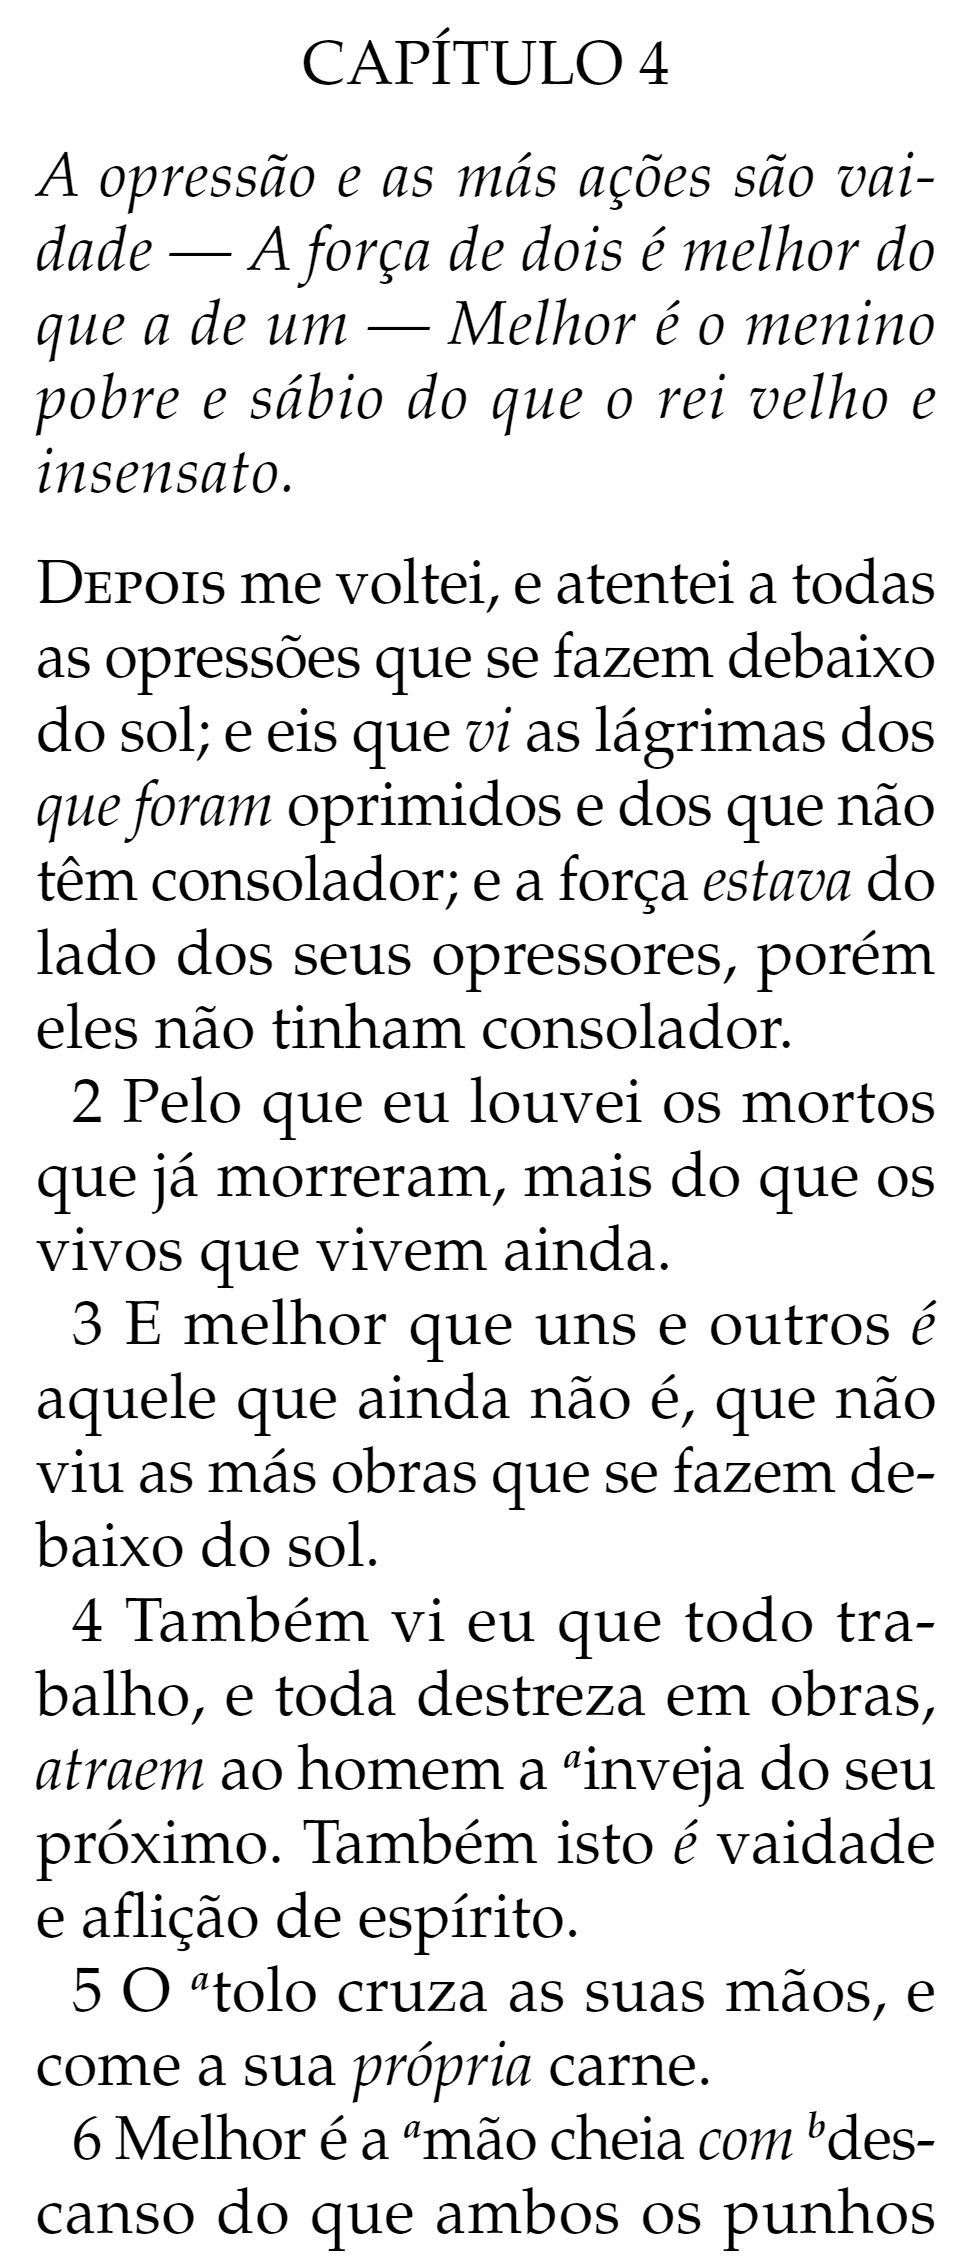 CAPÍTULO 4
A opressão e as más ações são vai-
dade — A força de dois é melhor do
que a de um — Melhor é o menino
pobre e sábio do que o rei velho e
insensato.
Depois me voltei, e atentei a todas
as opressões que se fazem debaixo
do sol; e eis que vi as lágrimas dos
que foram oprimidos e dos que não
têm consolador; e a força estava do
lado dos seus opressores, porém
eles não tinham consolador.
2 Pelo que eu louvei os mortos
que já morreram, mais do que os
vivos que vivem ainda.
3 E melhor que uns e outros é
aquele que ainda não é, que não
viu as más obras que se fazem de-
baixo do sol.
4 Também vi eu que todo tra-
balho, e toda destreza em obras,
atraem ao homem a ᵃinveja do seu
próximo. Também isto é vaidade
e aflição de espírito.
5 O ᵃtolo cruza as suas mãos, e
come a sua própria carne.
6 Melhor é a ᵃmão cheia com ᵇdes-
canso do que ambos os punhos